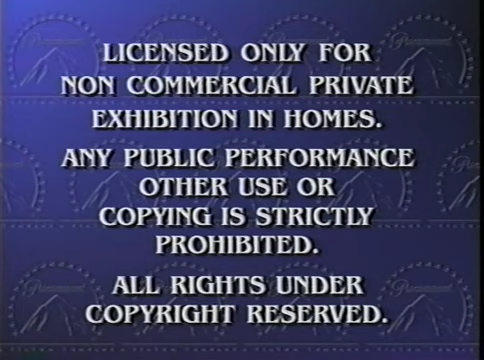 LICENSED ONLY FOR
NON COMMERCIAL PRIVATE
EXHIBITION IN HOMES.
ANY PUBLIC PERFORMANCE
OTHER USE OR
COPYING IS STRICTLY
PROHIBITED.
ALL RIGHTS UNDER
COPYRIGHT RESERVED.